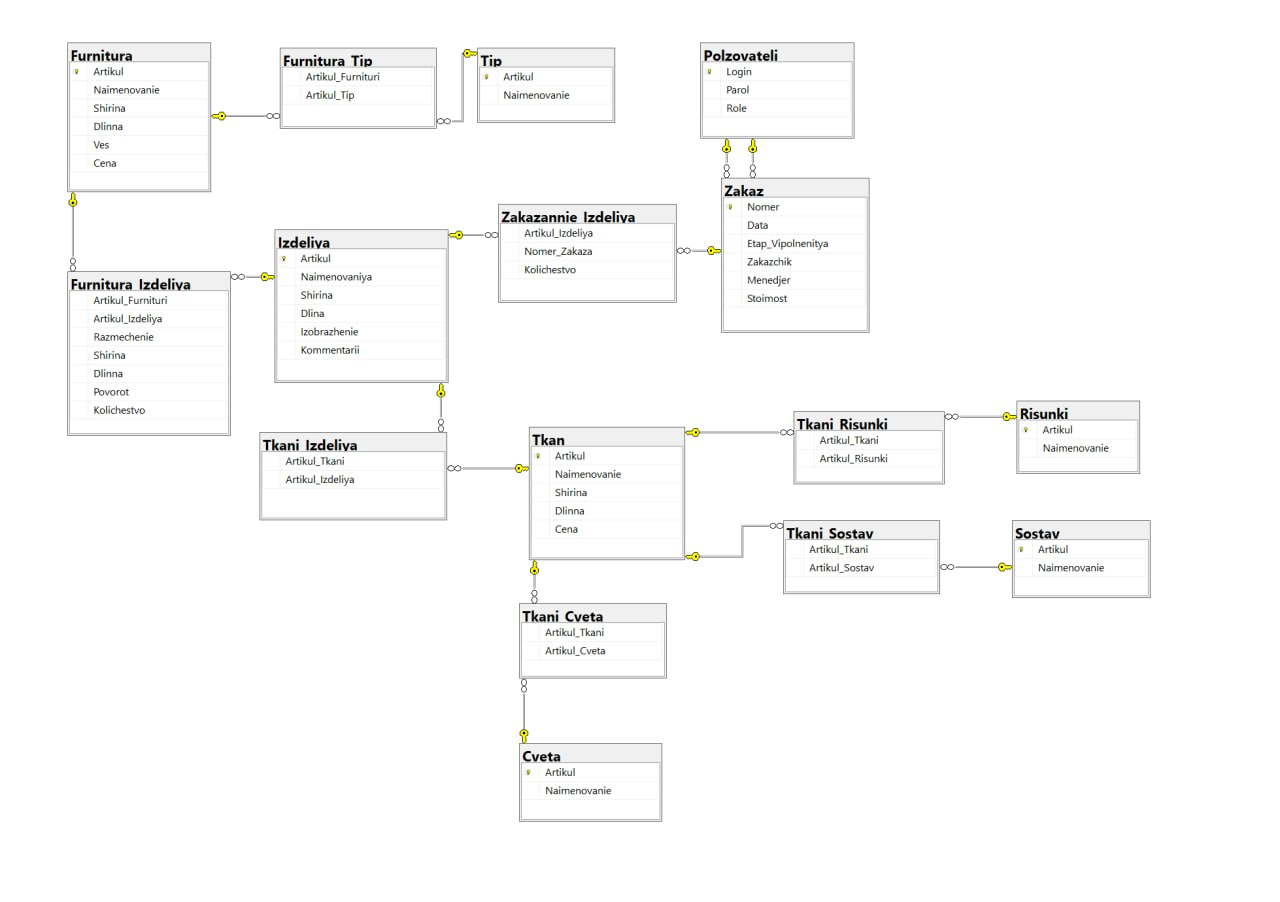 Furnitura
Artikul
Naimenovanie
Shirina
Dlinna
Ves
Cena
Furnitura_Tip
Artikul_Furnituri
Artikul_Tip
Tip
Artikul
Naimenovanie
Polzovateli
Login
Parol
Role
Zakaz
Nomer
Data
Etap_Vipolnenitya
Zakazchik
Menedjer
Stoimost
Zakazannie_Izdeliya
Artikul_Izdeliya
Nomer_Zakaza
Kolichestvo
Izdeliya
Artikul
Naimenovaniya
Shirina
Dlina
Izobrazhenie
Kommentarii
Furnitura_Izdeliya
Artikul_Furnituri
Artikul_Izdeliya
Razmechenie
Shirina
Dlinna
Povorot
Kolichestvo
Tkani_Izdeliya
Artikul_Tkani
Artikul_Izdeliya
Tkan
Artikul
Naimenovanie
Shirina
Dlinna
Cena
Tkani_Risunki
Artikul_Tkani
Artikul_Risunki
Risunki
Artikul
Naimenovanie
Tkani_Sostav
Artikul_Tkani
Artikul_Sostav
Sostav
Artikul
Naimenovanie
Tkani_Cveta
Artikul_Tkani
Artikul_Cveta
Cveta
Artikul
Naimenovanie